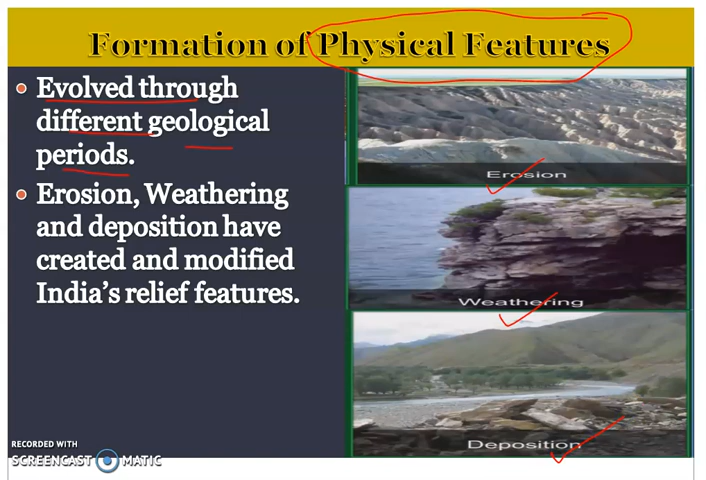 Formation of Physical Features
Evolved through
different geological
periods.
Erosion, Weathering
and deposition have
created and modified
India's relief features.
Erosion
Weathering
Deposition
RECORDED WITH
SCREENCAST MATIC